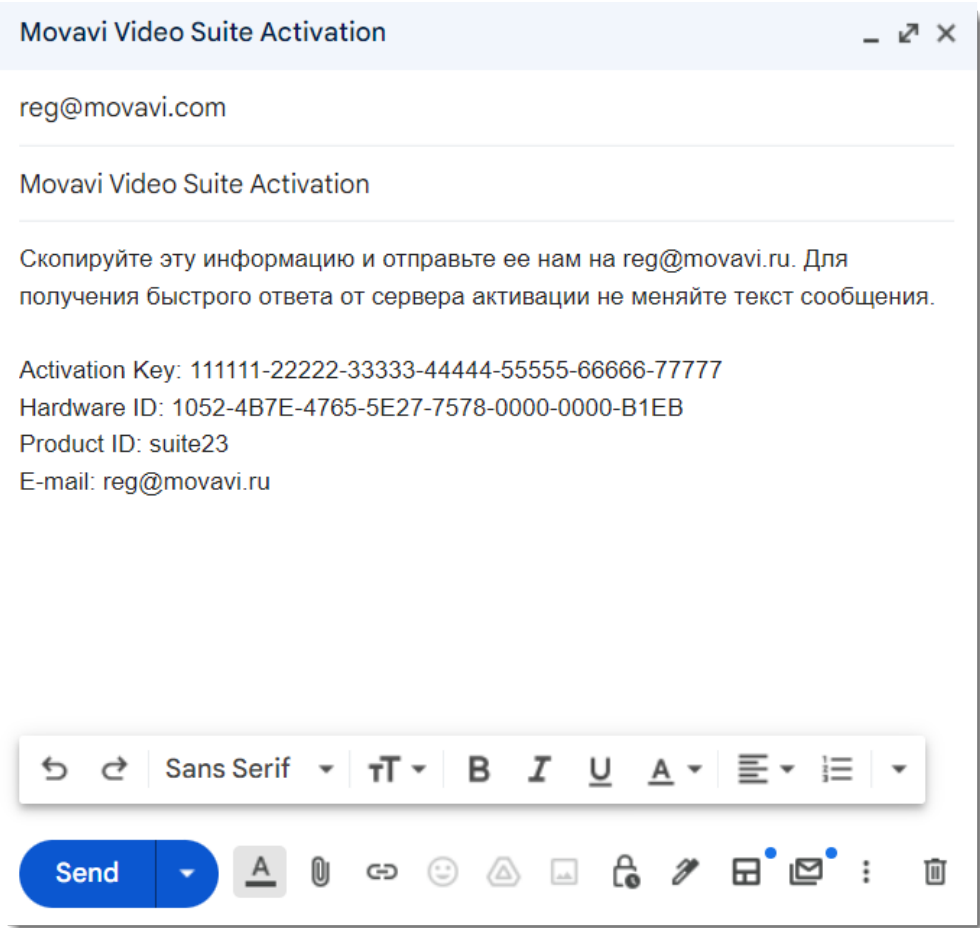 Movavi Video Suite Activation
reg@movavi.com
Movavi Video Suite Activation
Скопируйте эту информацию и отправьте ее нам на reg@movavi.ru. Для
получения быстрого ответа от сервера активации не меняйте текст сообщения.
Activation Key: 111111-22222-33333-44444-55555-66666-77777
Hardware ID: 1052-4B7E-4765-5E27-7578-0000-0000-B1EB
Product ID: suite23
E-mail: reg@movavi.ru
Sans Serif тT B I U A
Send A